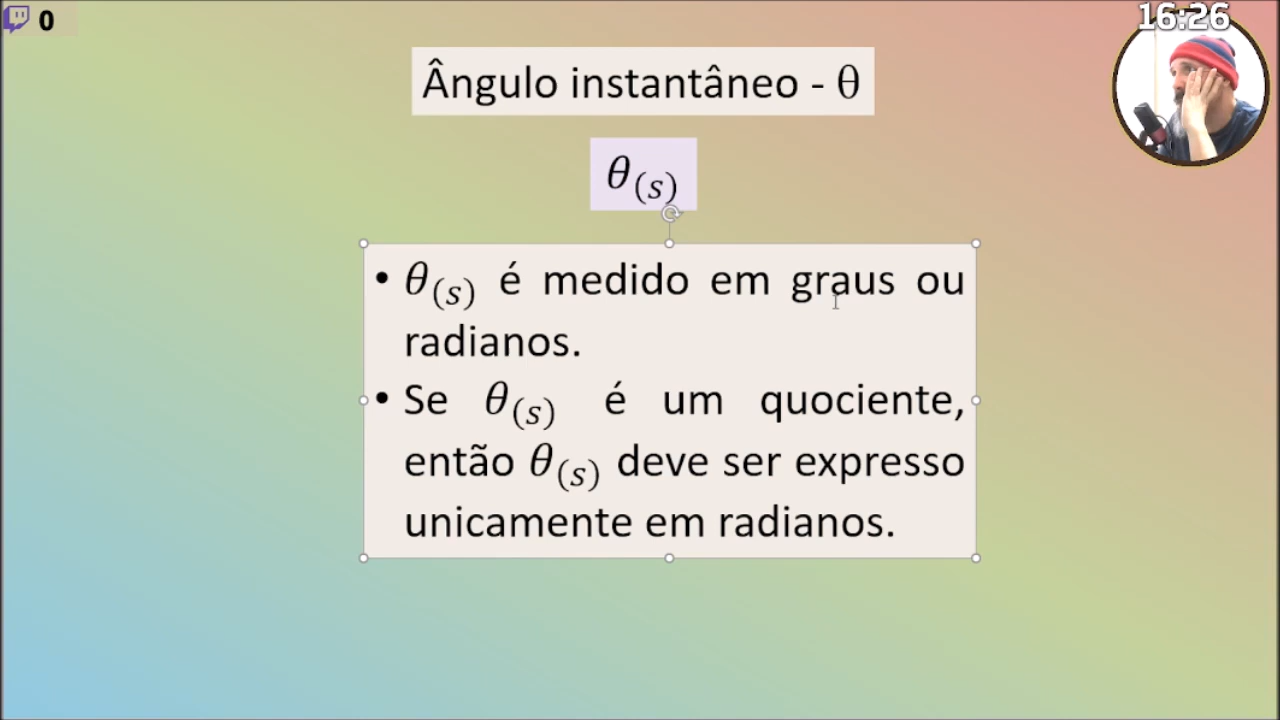 0
16:26
Ângulo instantâneo - θ
θ(s)
• θ(s) é medido em graus ou
radianos.
• Se θ(s) é um quociente,
então θ(s) deve ser expresso
unicamente em radianos.